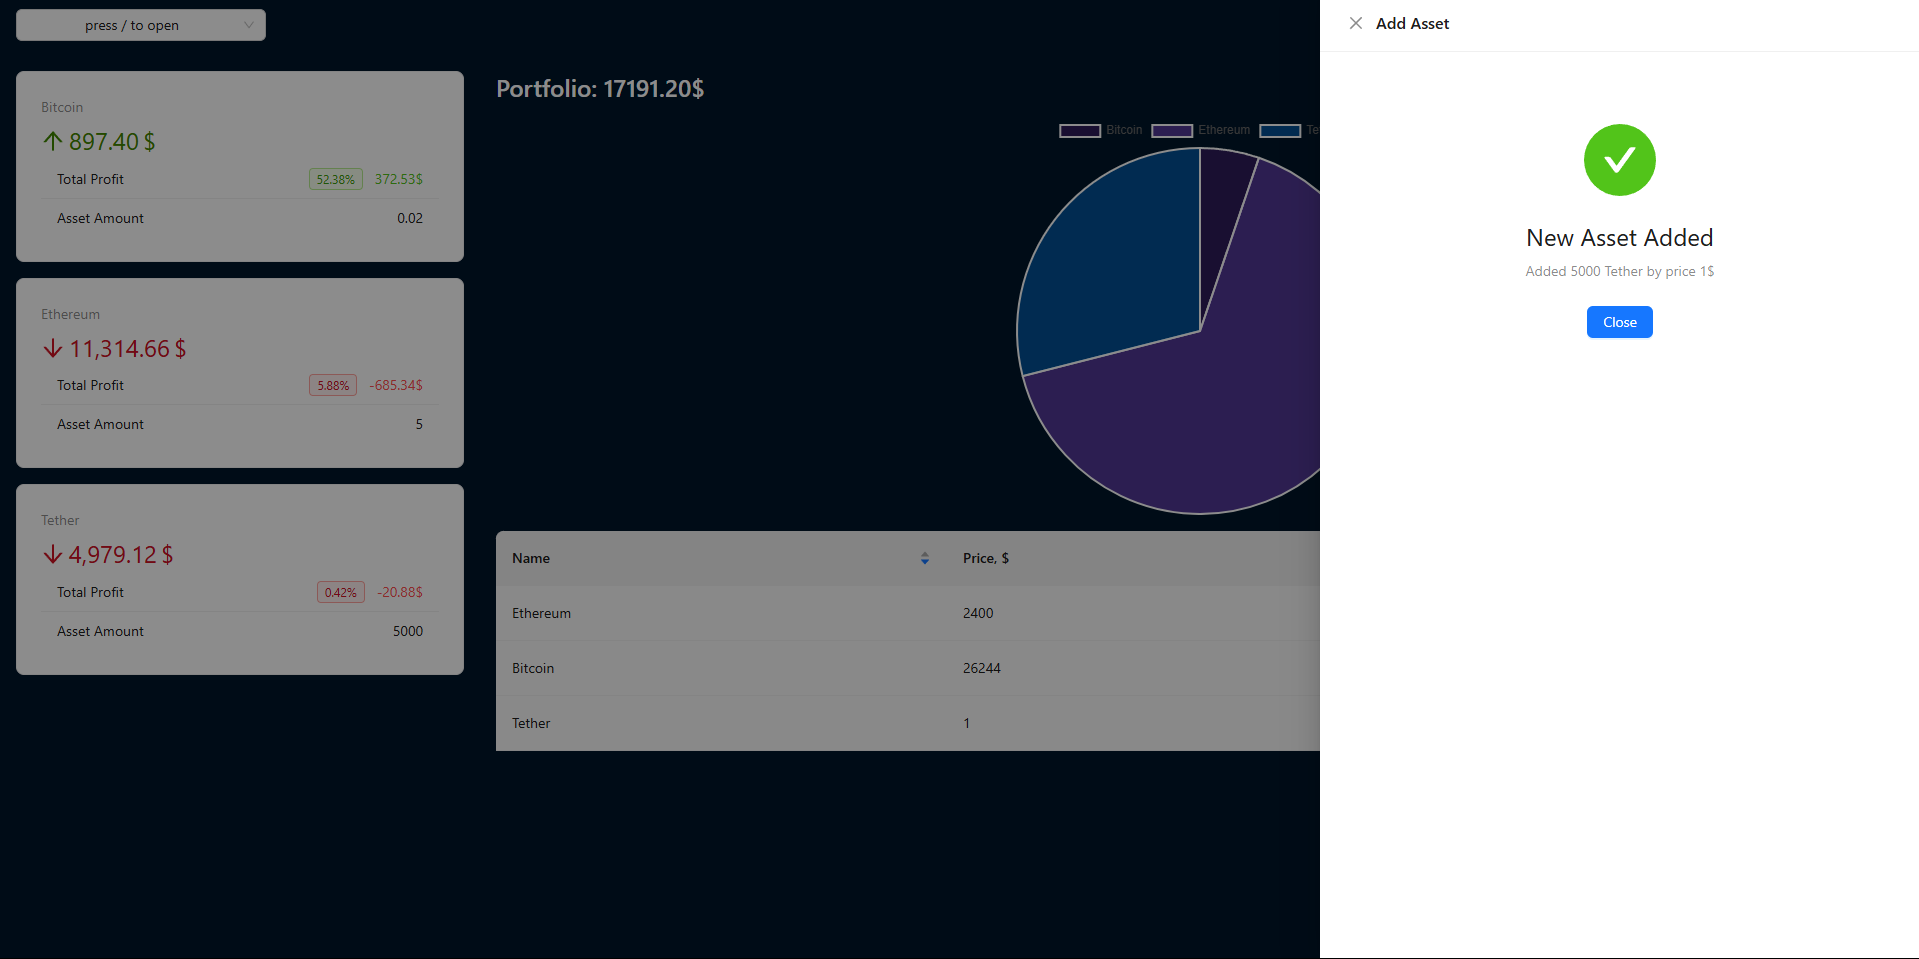 press / to open
Add Asset
Bitcoin
897.40 $
Total Profit 52.38% 372.53$
Asset Amount 0.02
Ethereum
11,314.66 $
Total Profit 5.88% -685.34$
Asset Amount 5
Tether
4,979.12 $
Total Profit 0.42% -20.88$
Asset Amount 5000
Portfolio: 17191.20$
Bitcoin Ethereum Te
Name Price, $
Ethereum 2400
Bitcoin 26244
Tether 1
New Asset Added
Added 5000 Tether by price 1$
Close